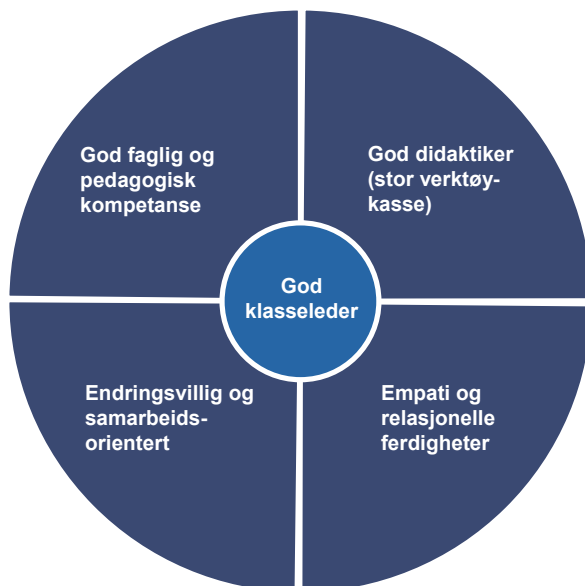 God faglig og
pedagogisk
kompetanse
God didaktiker
(stor verktøy-
kasse)
God
klasseleder
Endringsvillig og
samarbeids-
orientert
Empati og
relasjonelle
ferdigheter